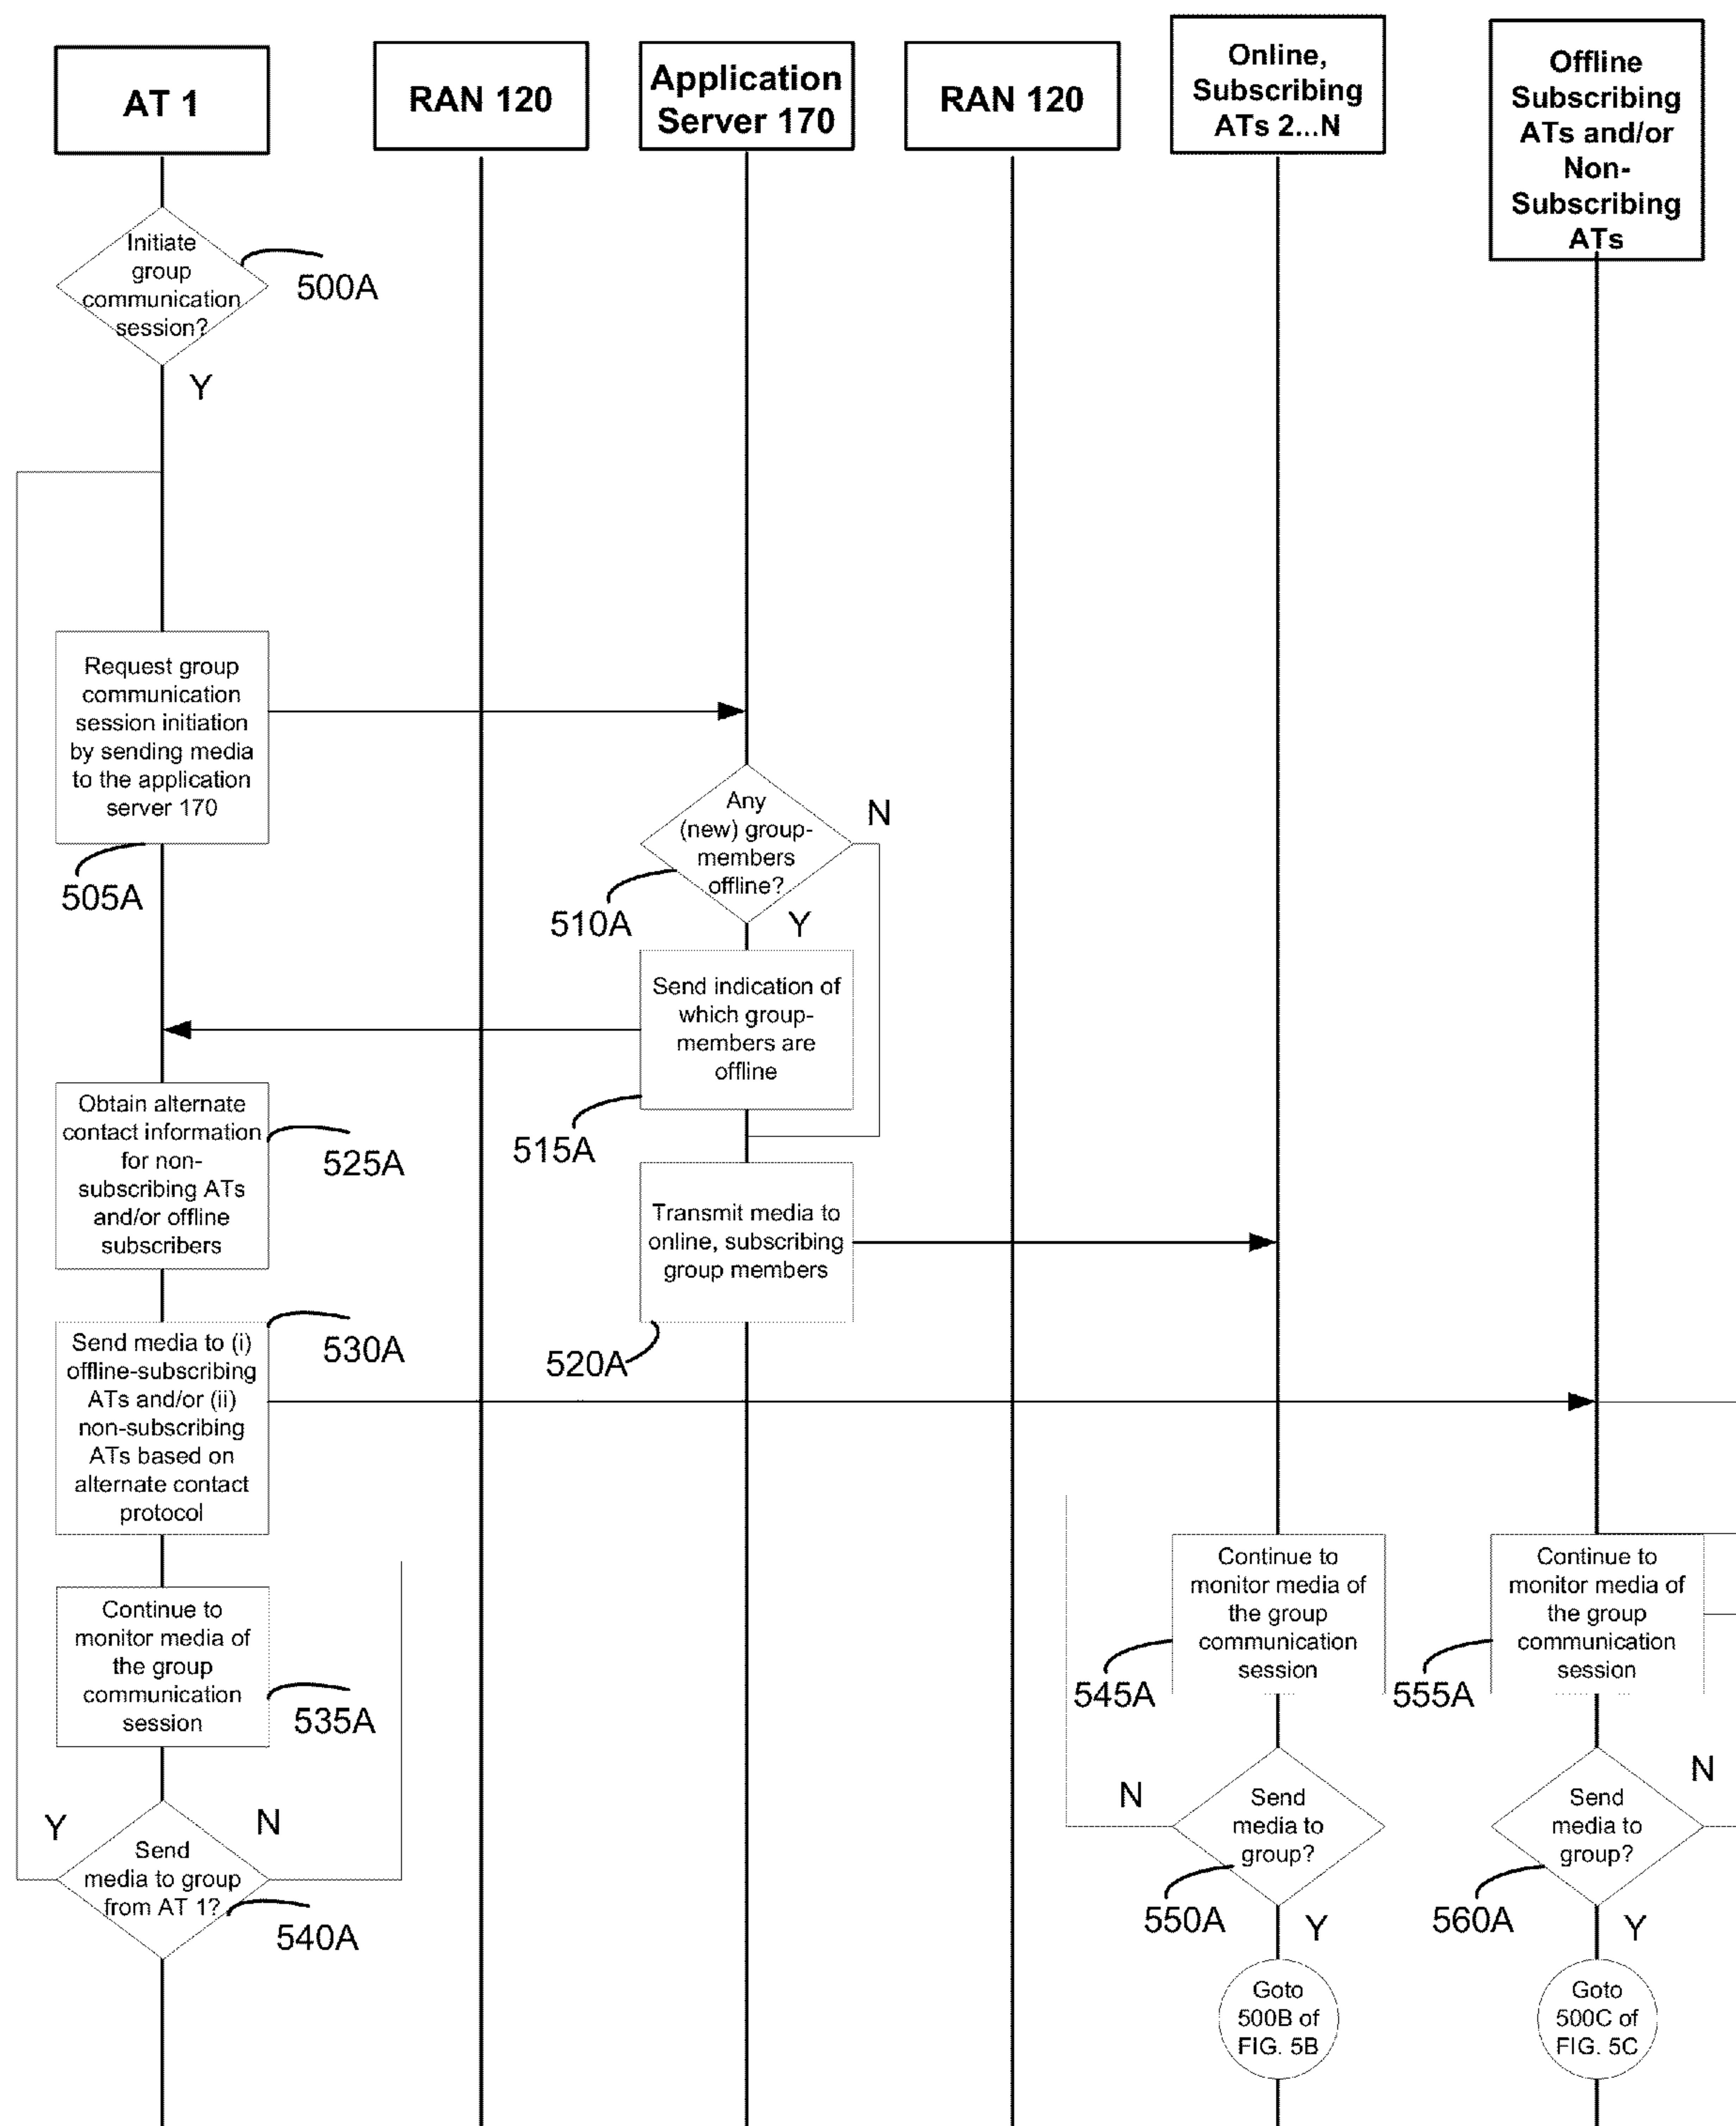 AT 1
RAN 120
Application
Server 170
RAN 120
Online,
Subscribing
ATs 2...N
Offline
Subscribing
ATs and/or
Non-
Subscribing
ATs
Initiate
group
communication
session?
500A
Y
Request group
communication
session initiation
by sending media
to the application
server 170
505A
Any
(new) group-
members
offline?
N
510A
Y
Send indication of
which group-
members are
offline
515A
Obtain alternate
contact information
for non-
subscribing ATs
and/or offline
subscribers
525A
Transmit media to
online, subscribing
group members
520A
Send media to (i)
offline-subscribing
ATs and/or (ii)
non-subscribing
ATs based on
alternate contact
protocol
530A
Continue to
monitor media of
the group
communication
session
535A
Continue to
monitor media of
the group
communication
session
545A
Continue to
monitor media of
the group
communication
session
555A
Y
Send
media to group
from AT 1?
N
540A
N
Send
media to
group?
550A
Y
Send
media to
group?
N
560A
Y
Goto
500B of
FIG. 5B
Goto
500C of
FIG. 5C